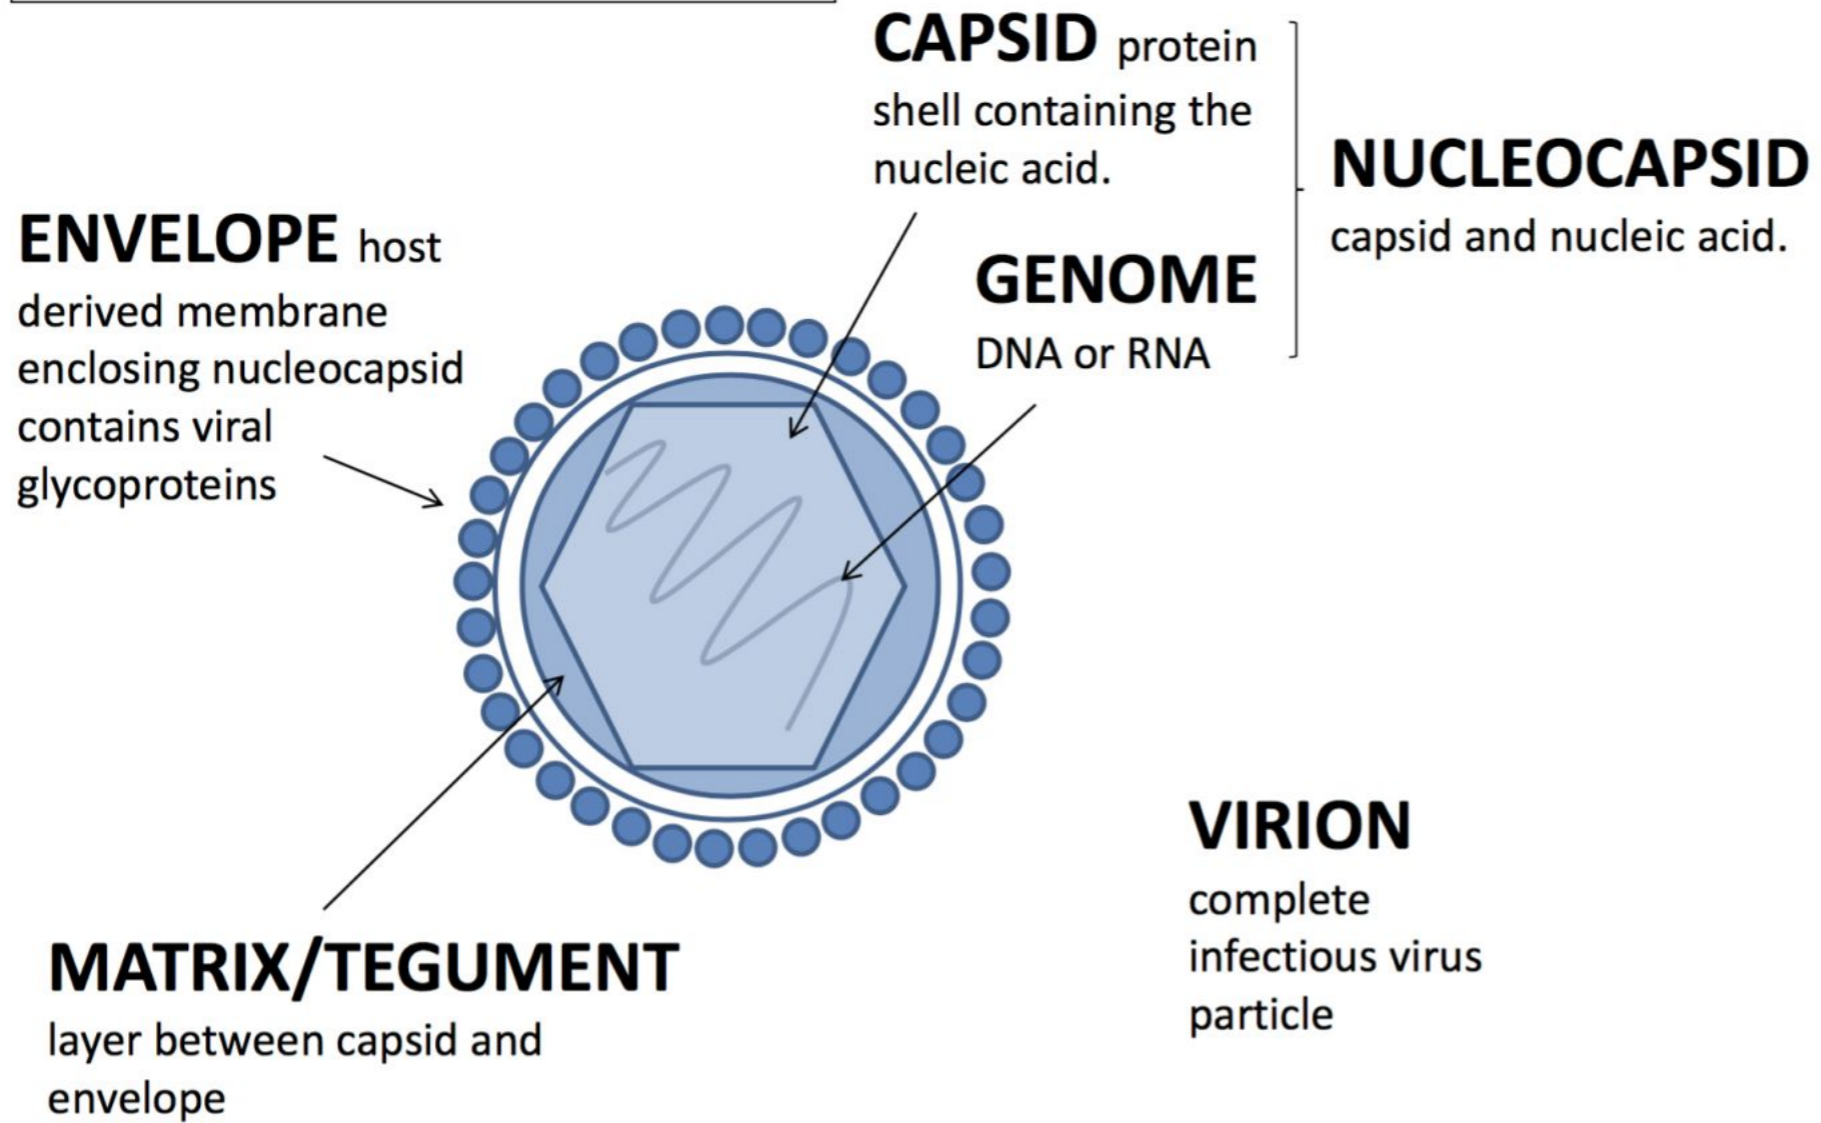 CAPSID protein
shell containing the
nucleic acid.
NUCLEOCAPSID
capsid and nucleic acid.
GENOME
DNA or RNA
ENVELOPE host
derived membrane
enclosing nucleocapsid
contains viral
glycoproteins
MATRIX/TEGUMENT
layer between capsid and
envelope
VIRION
complete
infectious virus
particle